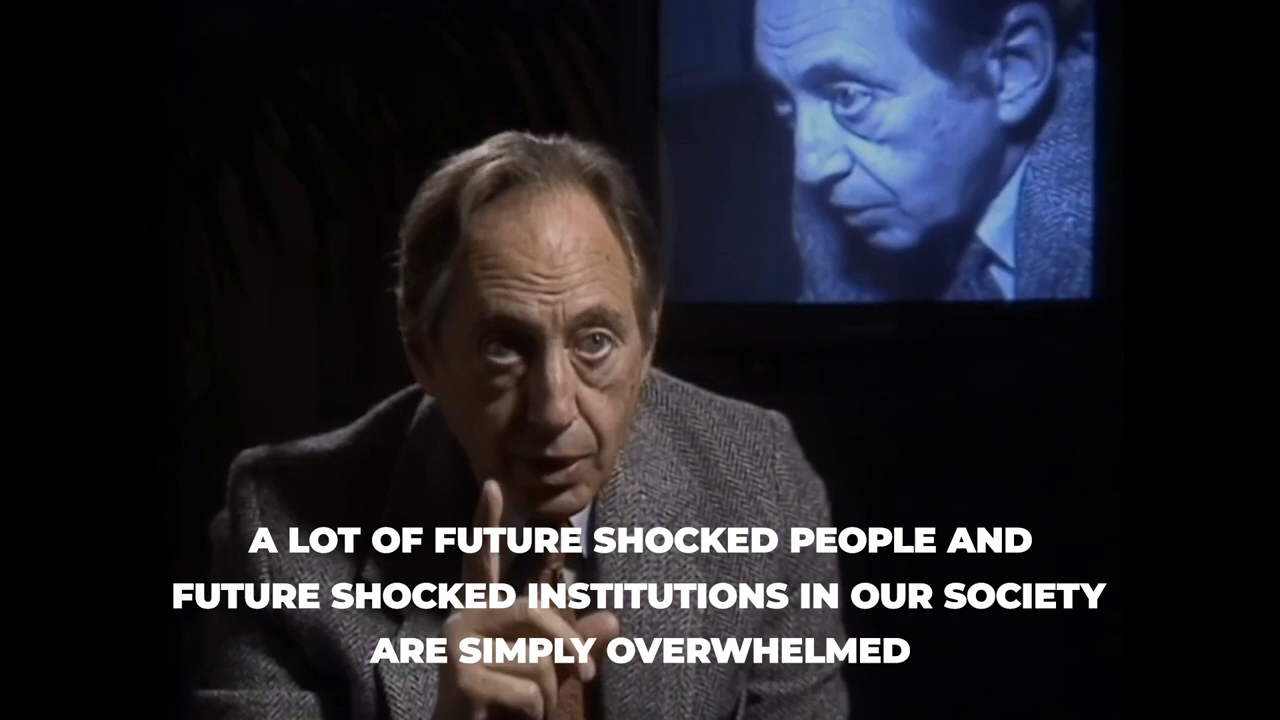 A LOT OF FUTURE SHOCKED PEOPLE AND
FUTURE SHOCKED INSTITUTIONS IN OUR SOCIETY
ARE SIMPLY OVERWHELMED